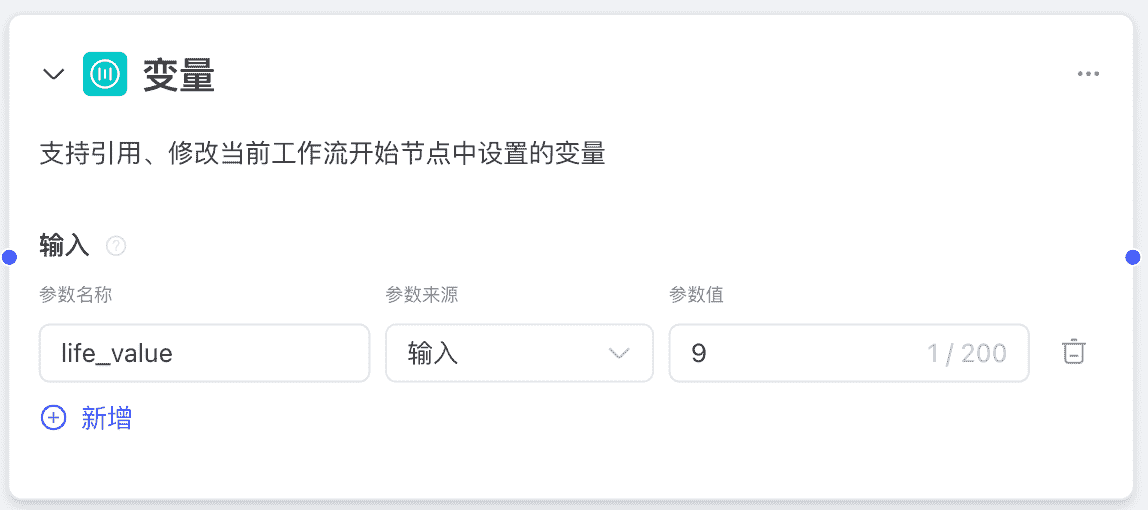 变量
支持引用、修改当前工作流开始节点中设置的变量
输入
参数名称 参数来源 参数值
life_value 输入 9 1 / 200
新增